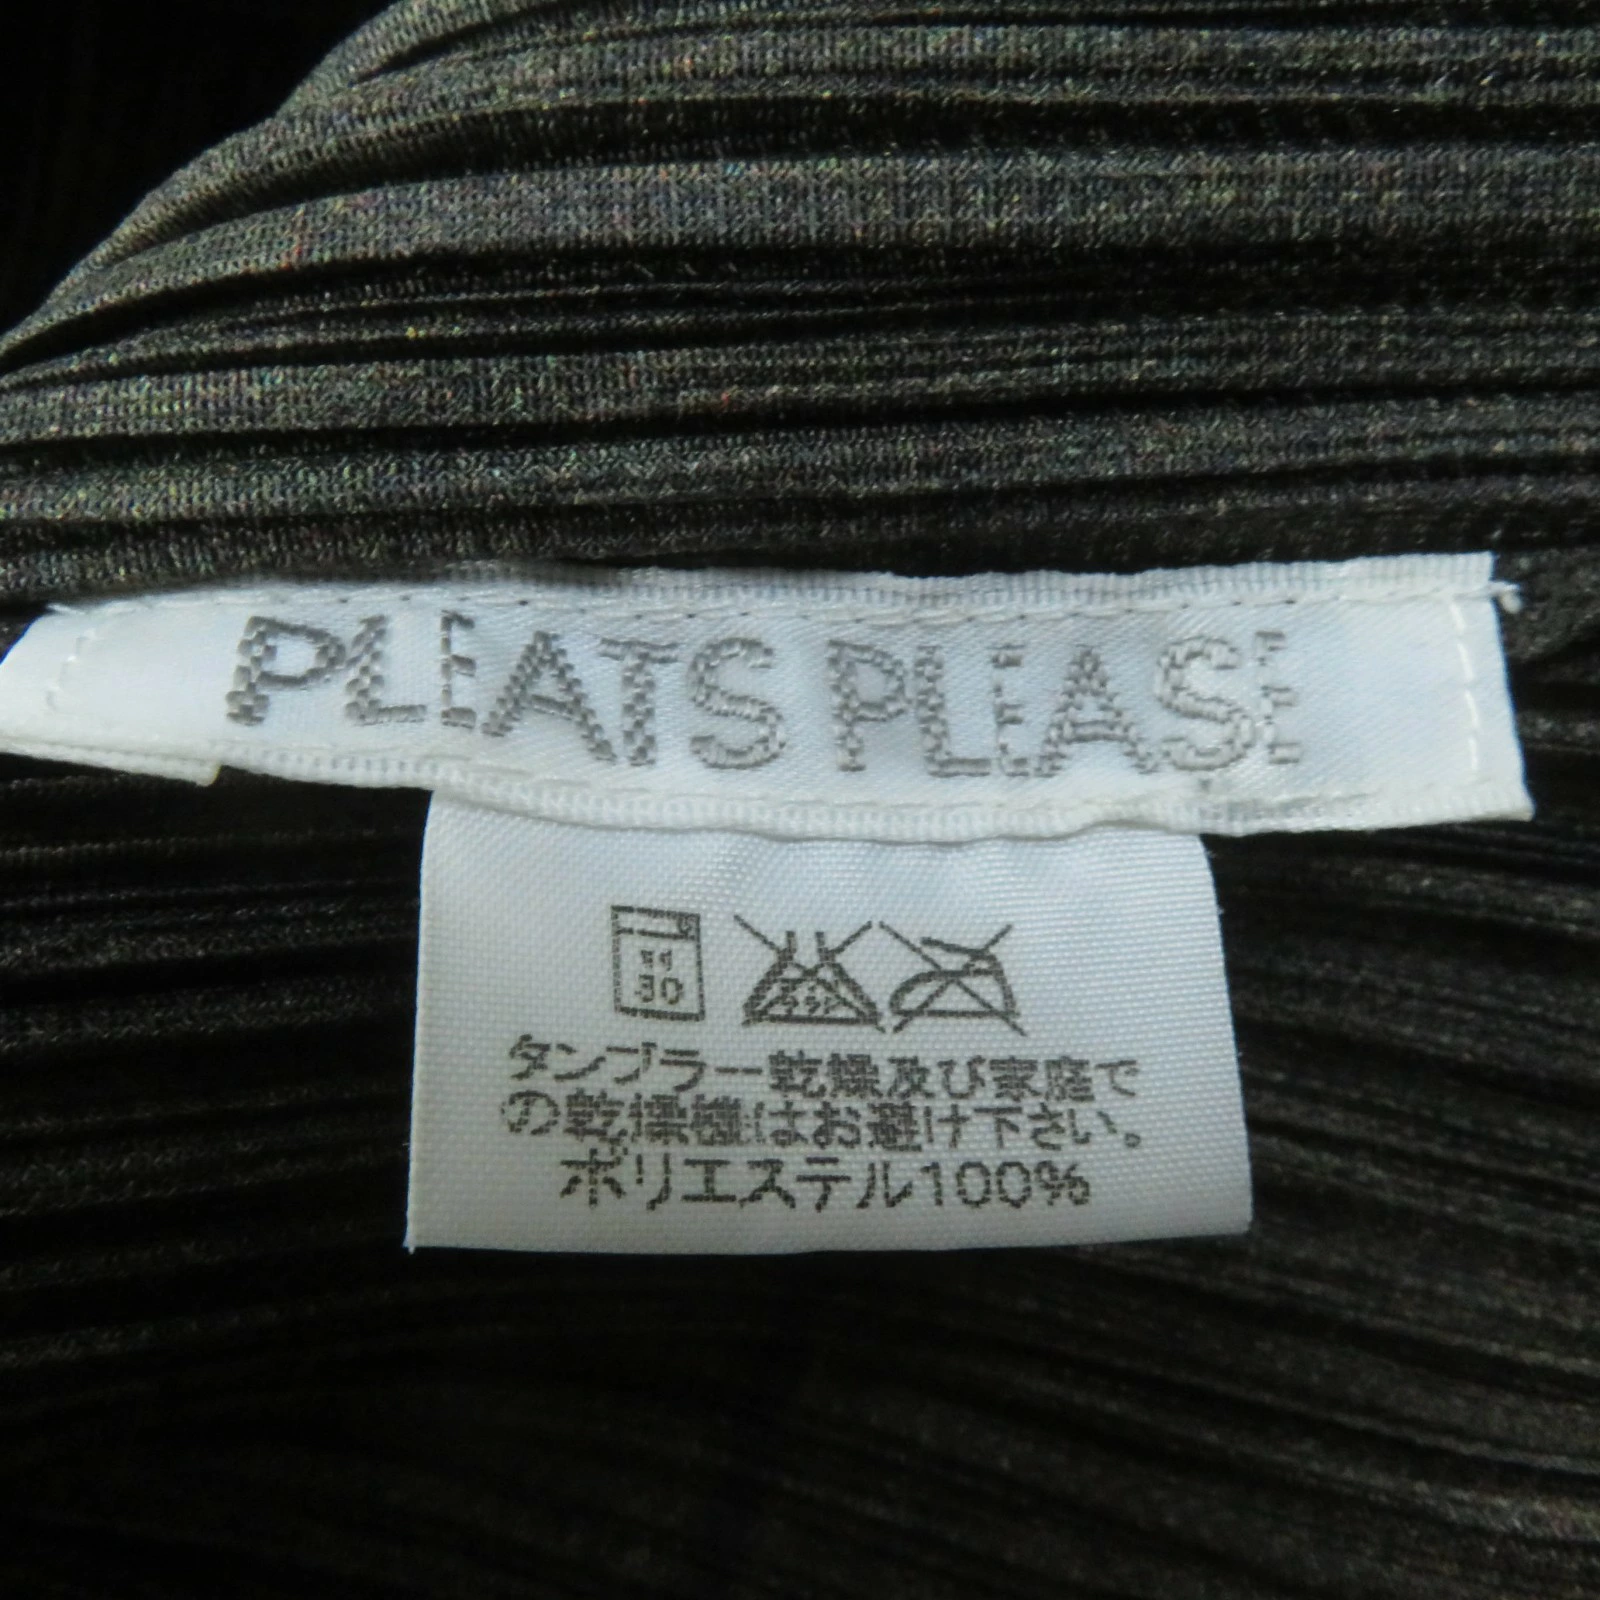 PLEATS PLEASE
30
タンブラー乾燥及び家庭で
の乾燥機はお避け下さい。
ポリエステル100%